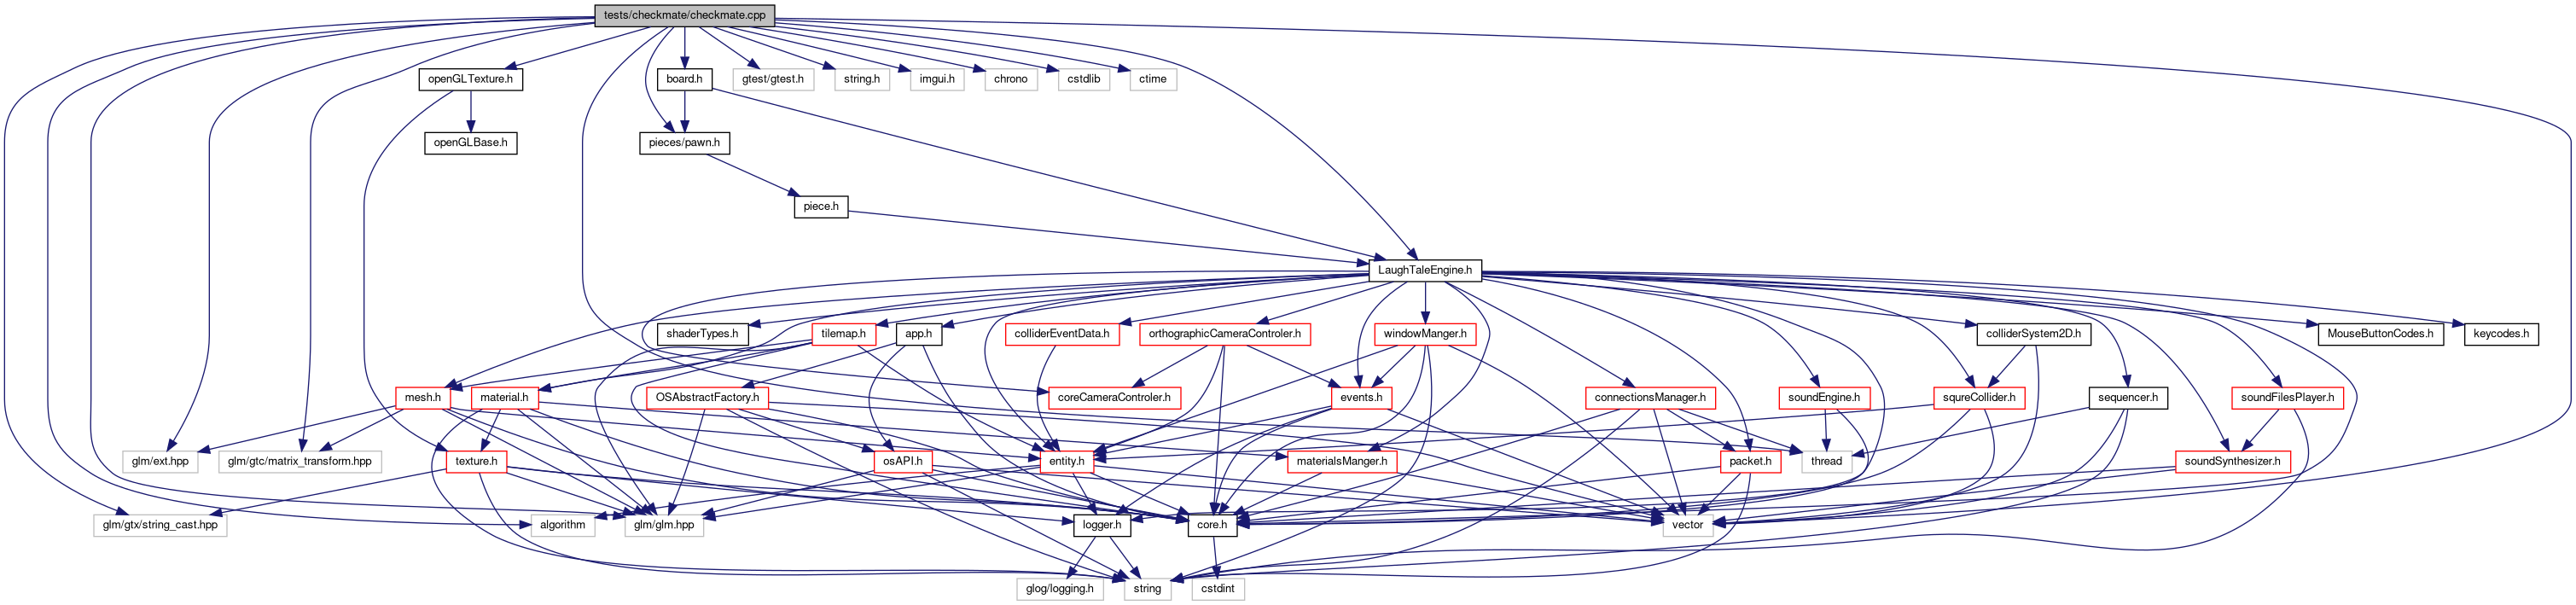 tests/checkmate/checkmate.cpp
openGLTexture.h
board.h
gtest/gtest.h
string.h
imgui.h
chrono
cstdlib
ctime
openGLBase.h
pieces/pawn.h
piece.h
LaughTaleEngine.h
shaderTypes.h
tilemap.h
app.h
colliderEventData.h
orthographicCameraControler.h
windowManger.h
colliderSystem2D.h
MouseButtonCodes.h
keycodes.h
mesh.h
material.h
OSAbstractFactory.h
coreCameraControler.h
events.h
connectionsManager.h
soundEngine.h
squreCollider.h
sequencer.h
soundFilesPlayer.h
glm/ext.hpp
glm/gtc/matrix_transform.hpp
texture.h
osAPI.h
entity.h
materialsManger.h
packet.h
thread
soundSynthesizer.h
glm/gtx/string_cast.hpp
algorithm
glm/glm.hpp
logger.h
core.h
vector
glog/logging.h
string
cstdint